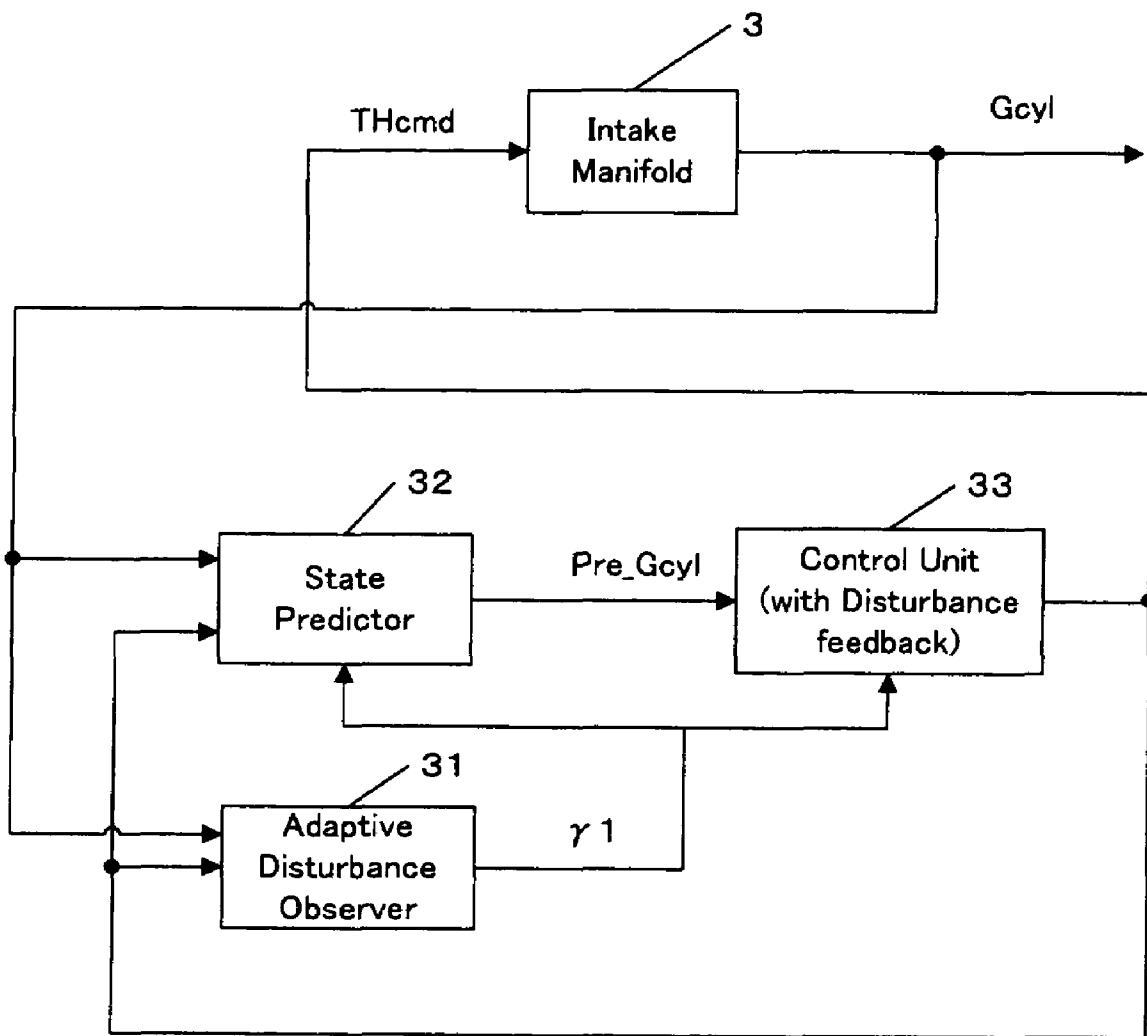 3
THcmd
Intake
Manifold
Gcyl
32
33
State
Predictor
Pre_Gcyl
Control Unit
(with Disturbance
feedback)
31
Adaptive
Disturbance
Observer
γ1